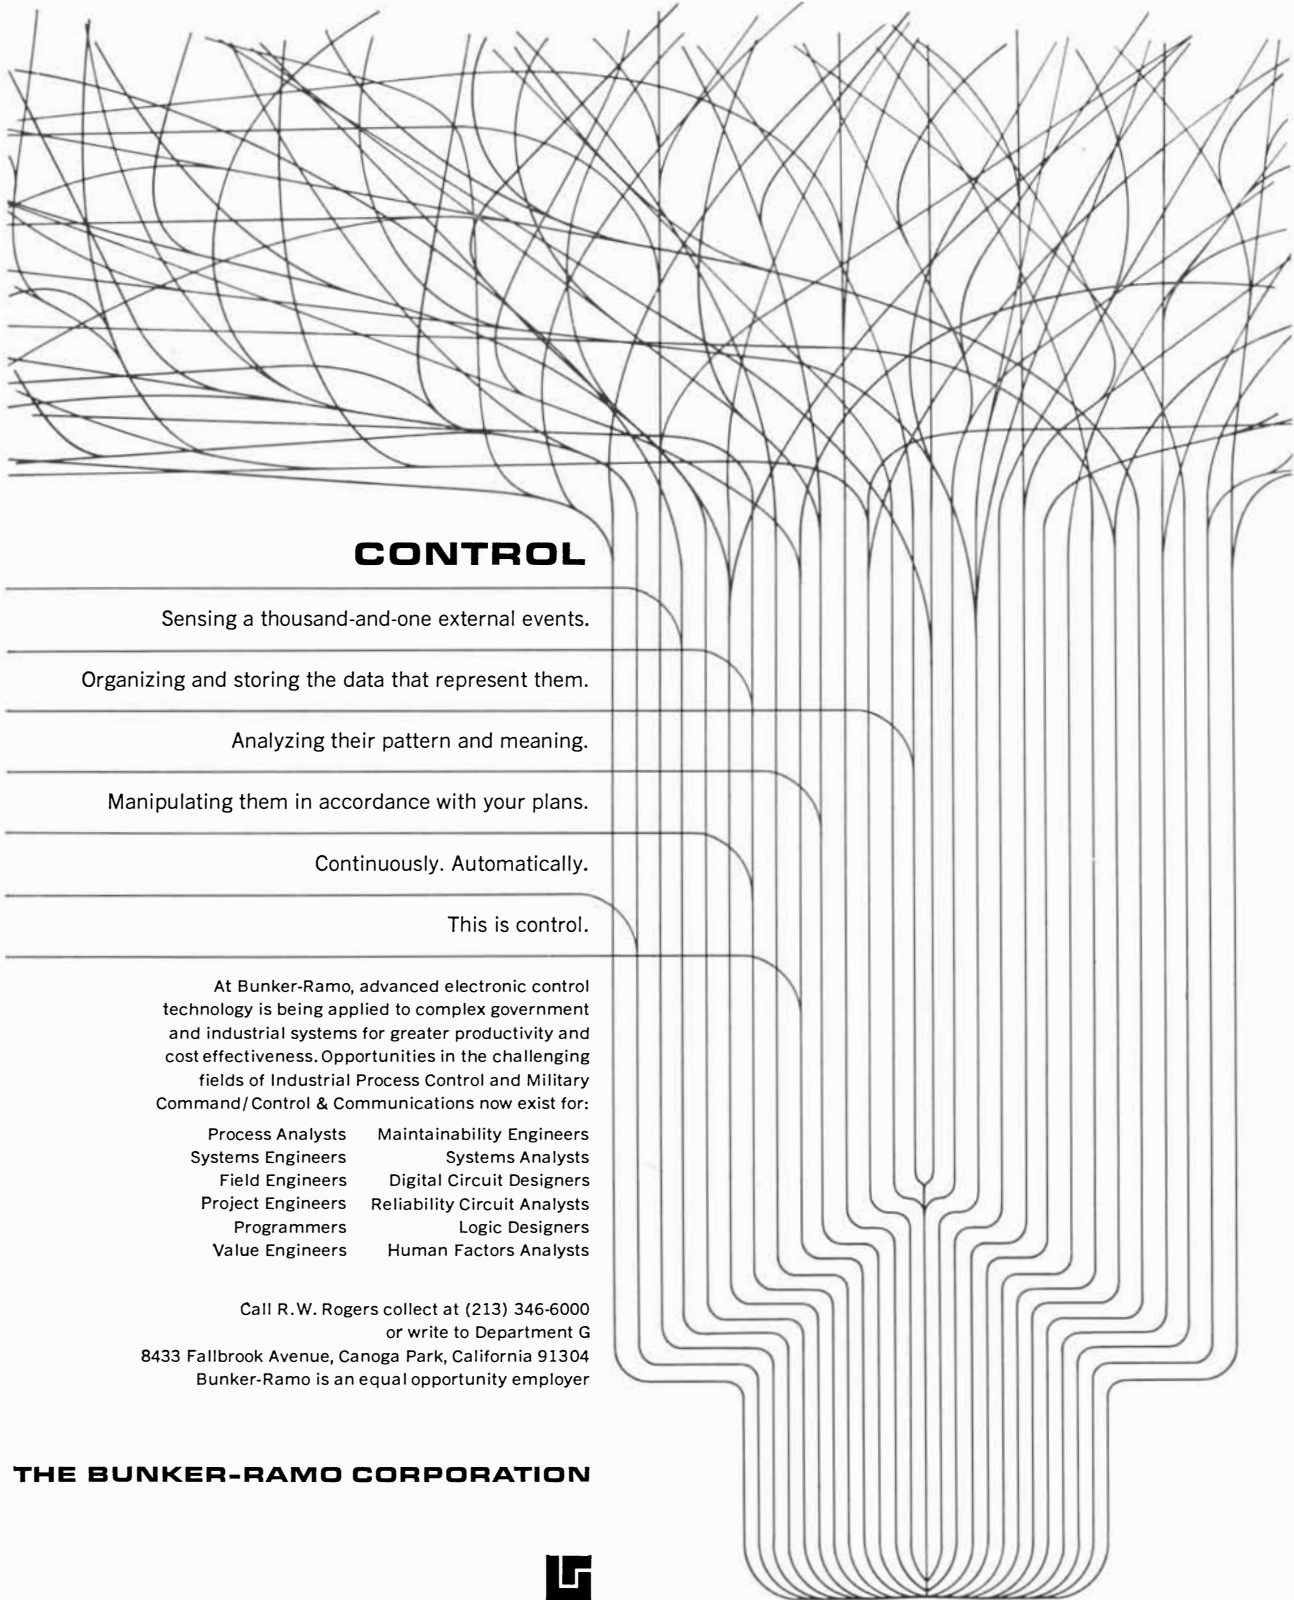 CONTROL
Sensing a thousand-and-one external events.
Organizing and storing the data that represent them.
Analyzing their pattern and meaning.
Manipulating them in accordance with your plans.
Continuously. Automatically.
This is control.
At Bunker-Ramo, advanced electronic control
technology is being applied to complex government
and industrial systems for greater productivity and
cost effectiveness. Opportunities in the challenging
fields of Industrial Process Control and Military
Command/Control & Communications now exist for:
Process Analysts
Systems Engineers
Field Engineers
Project Engineers
Programmers
Value Engineers
Maintainability Engineers
Systems Analysts
Digital Circuit Designers
Reliability Circuit Analysts
Logic Designers
Human Factors Analysts
Call R.W. Rogers collect at (213) 346-6000
or write to Department G
8433 Fallbrook Avenue, Canoga Park, California 91304
Bunker-Ramo is an equal opportunity employer
THE BUNKER-RAMO CORPORATION